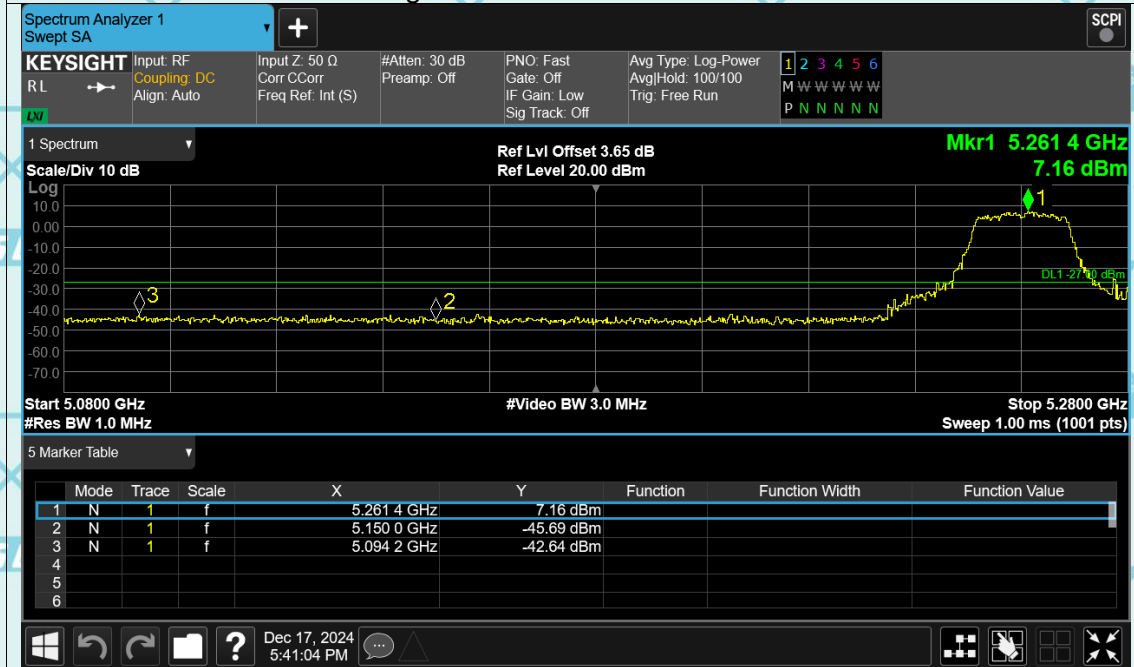 Spectrum Analyzer 1
Swept SA
+
SCPI
KEYSIGHT Input: RF Input Z: 50 Ω #Atten: 30 dB PNO: Fast Avg Type: Log-Power 1 2 3 4 5 6
RL Coupling: DC Corr CCorr Preamp: Off Gate: Off Avg|Hold: 100/100 M W W W W W W
Align: Auto Freq Ref: Int (S) IF Gain: Low Trig: Free Run
LXI Sig Track: Off P N N N N N N
1 Spectrum
Scale/Div 10 dB
Ref Lvl Offset 3.65 dB
Ref Level 20.00 dBm
Mkr1 5.261 4 GHz
7.16 dBm
Log
10.0
0.00
-10.0
-20.0
-30.0
-40.0
-50.0
-60.0
-70.0
1
DL1 -27.00 dBm
3
2
Start 5.0800 GHz #Video BW 3.0 MHz Stop 5.2800 GHz
#Res BW 1.0 MHz Sweep 1.00 ms (1001 pts)
5 Marker Table
Mode Trace Scale X Y Function Function Width Function Value
1 N 1 f 5.261 4 GHz 7.16 dBm
2 N 1 f 5.150 0 GHz -45.69 dBm
3 N 1 f 5.094 2 GHz -42.64 dBm
4
5
6
? Dec 17, 2024
5:41:04 PM